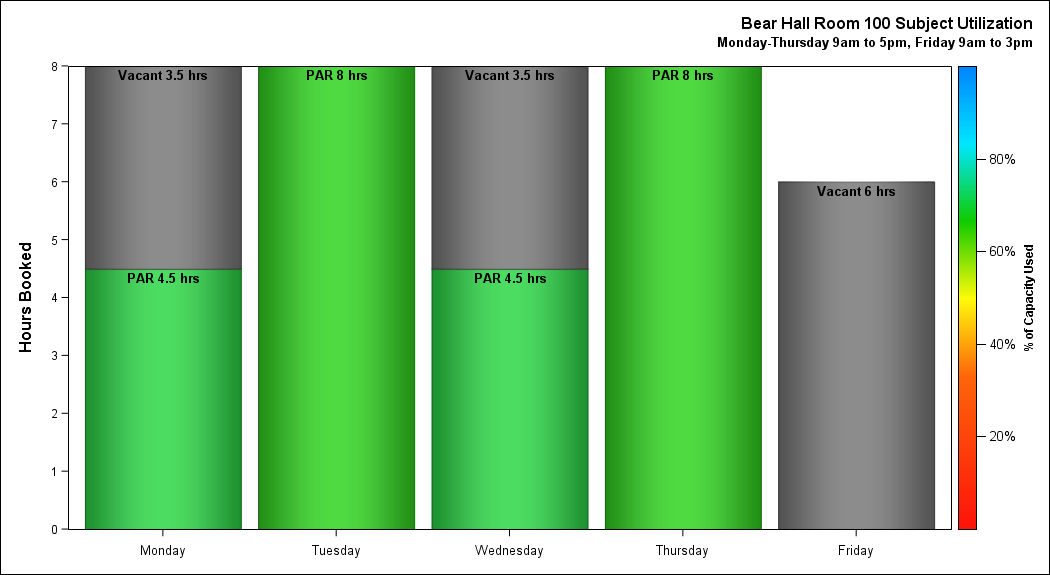 Bear Hall Room 100 Subject Utilization
Monday-Thursday 9am to 5pm, Friday 9am to 3pm
Hours Booked
8
7
6
5
4
3
2
1
0
Vacant 3.5 hrs
PAR 4.5 hrs
PAR 8 hrs
Vacant 3.5 hrs
PAR 4.5 hrs
PAR 8 hrs
Vacant 6 hrs
Monday
Tuesday
Wednesday
Thursday
Friday
80%
60%
40%
20%
% of Capacity Used